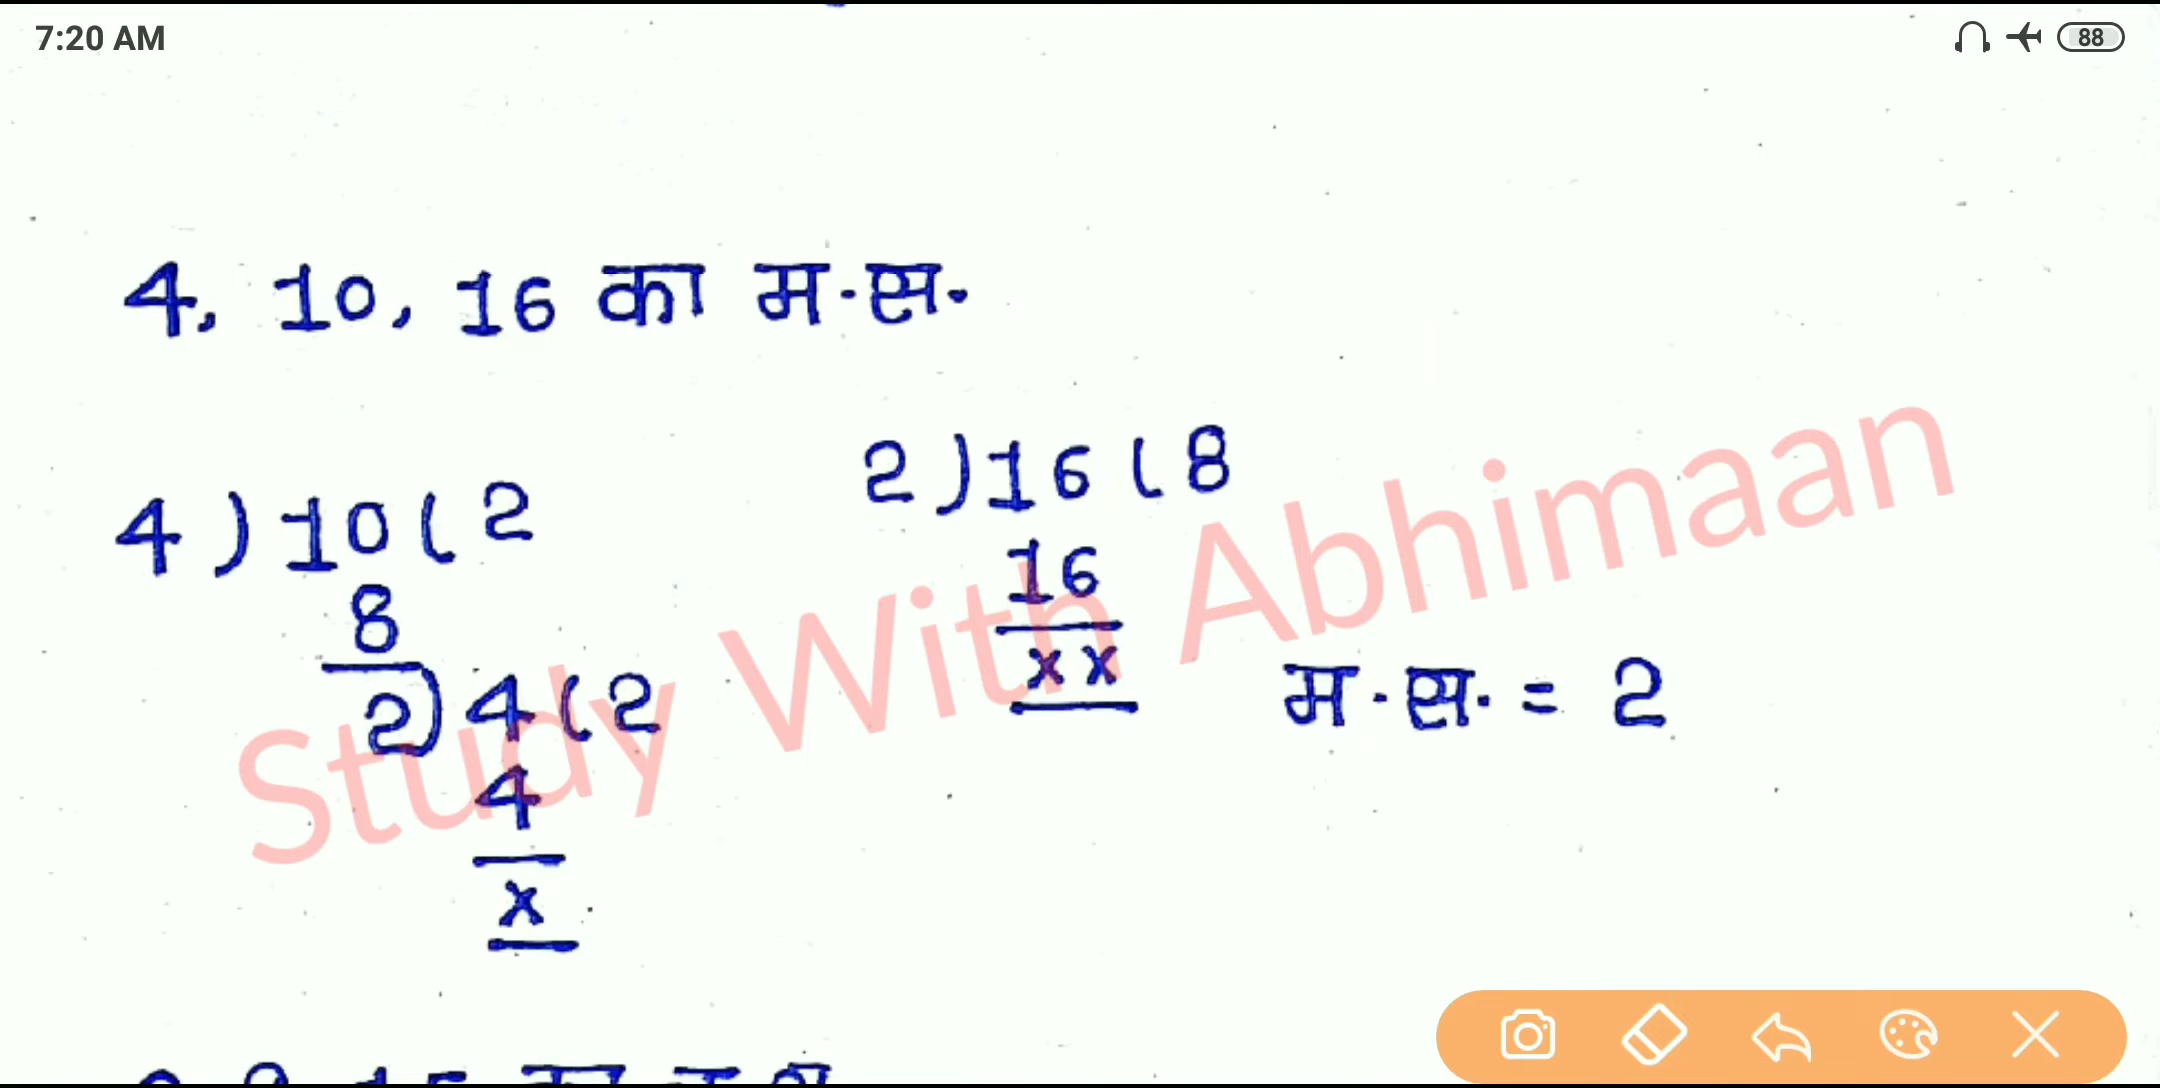 7:20 AM
88
4, 10, 16 का म.स.
4)10(2
8
2)4(2
4
x
2)16(8
16
xx
म.स. = 2
Study With Abhimaan